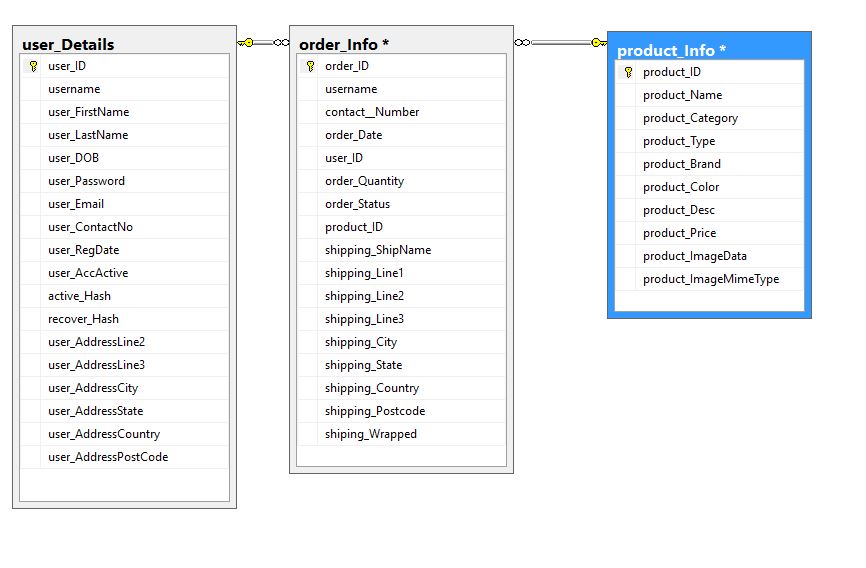 user_Details
user_ID
username
user_FirstName
user_LastName
user_DOB
user_Password
user_Email
user_ContactNo
user_RegDate
user_AccActive
active_Hash
recover_Hash
user_AddressLine2
user_AddressLine3
user_AddressCity
user_AddressState
user_AddressCountry
user_AddressPostCode
order_Info *
order_ID
username
contact__Number
order_Date
user_ID
order_Quantity
order_Status
product_ID
shipping_ShipName
shipping_Line1
shipping_Line2
shipping_Line3
shipping_City
shipping_State
shipping_Country
shipping_Postcode
shiping_Wrapped
product_Info *
product_ID
product_Name
product_Category
product_Type
product_Brand
product_Color
product_Desc
product_Price
product_ImageData
product_ImageMimeType